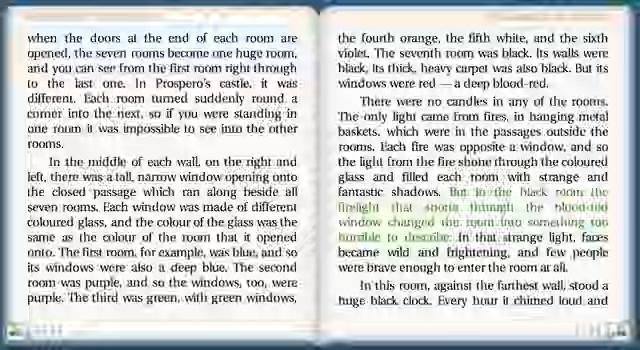 when the doors at the end of each room are
opened, the seven rooms become one huge room,
and you can see from the first room right through
to the last one. In Prospero's castle, it was
different. Each room turned suddenly round a
corner into the next, so if you were standing in
one room it was impossible to see into the other
rooms.
In the middle of each wall, on the right and
left, there was a tall, narrow window opening onto
the closed passage which ran along beside all
seven rooms. Each window was made of different
coloured glass, and the colour of the glass was the
same as the colour of the room that it opened
onto. The first room, for example, was blue, and so
its windows were also a deep blue. The second
room was purple, and so the windows, too, were
purple. The third was green, with green windows,
the fourth orange, the fifth white, and the sixth
violet. The seventh room was black. Its walls were
black, its thick, heavy carpet was also black. But its
windows were red — a deep blood-red.
There were no candles in any of the rooms.
The only light came from fires, in hanging metal
baskets, which were in the passages outside the
rooms. Each fire was opposite a window, and so
the light from the fire shone through the coloured
glass and filled each room with strange and
fantastic shadows. But in the black room the
firelight that shone through the blood-red
window changed the room into something too
horrible to describe. In that strange light, faces
became wild and frightening, and few people
were brave enough to enter the room at all.
In this room, against the farthest wall, stood a
huge black clock. Every hour it chimed loud and